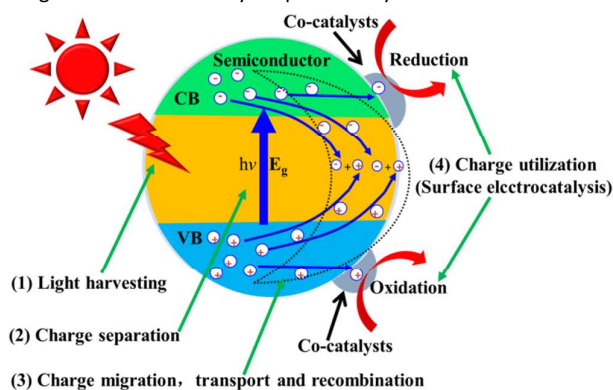 Co-catalysts
Reduction
Semiconductor
CB
hν
E_g
(4) Charge utilization
(Surface elcctrocatalysis)
VB
(1) Light harvesting
Oxidation
(2) Charge separation
Co-catalysts
(3) Charge migration, transport and recombination